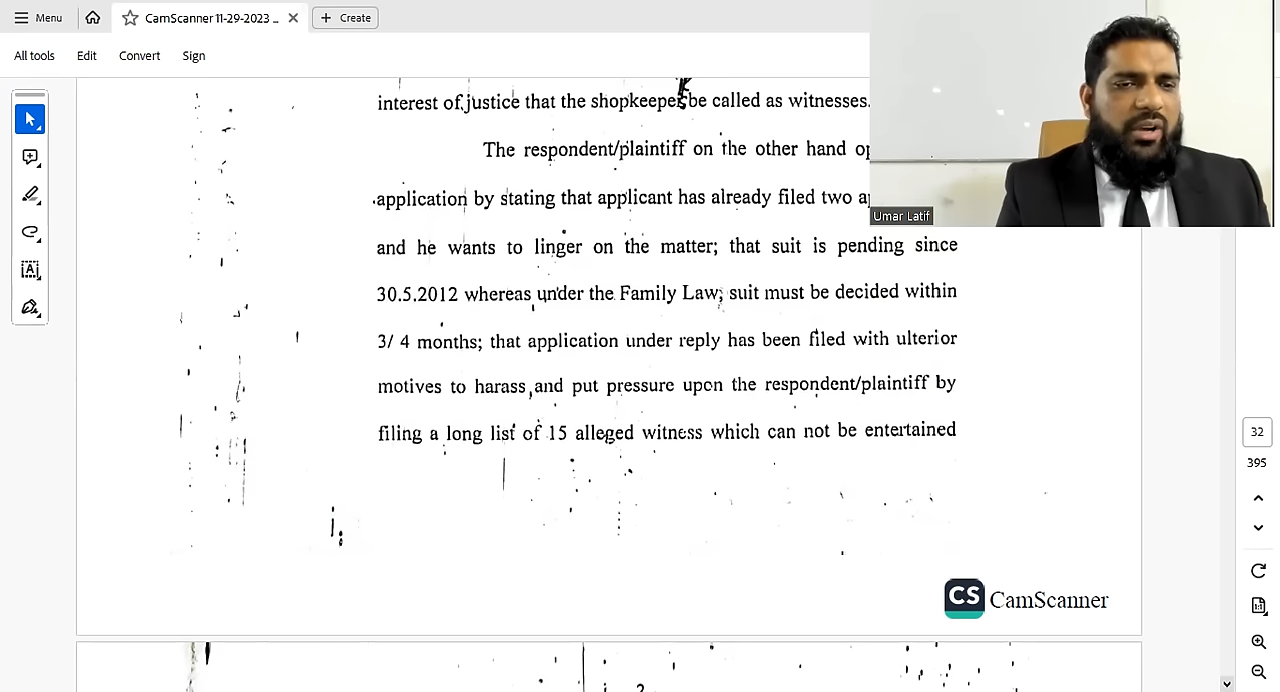 Menu
CamScanner 11-29-2023 ...
Create
All tools Edit Convert Sign
interest of justice that the shopkeeper be called as witnesses.
The respondent/plaintiff on the other hand op
application by stating that applicant has already filed two ap
Umar Latif
and he wants to linger on the matter; that suit is pending since
30.5.2012 whereas under the Family Law; suit must be decided within
3/ 4 months; that application under reply has been filed with ulterior
motives to harass and put pressure upon the respondent/plaintiff by
filing a long list of 15 alleged witness which can not be entertained
32
395
CS CamScanner